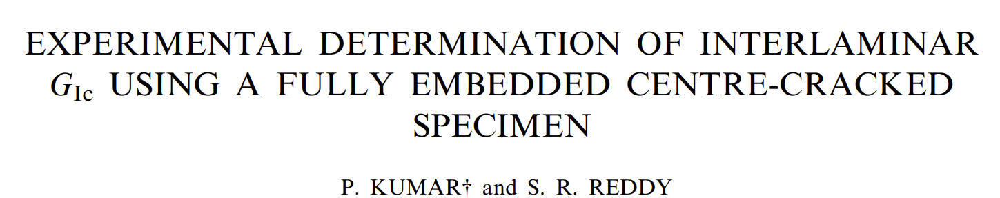 EXPERIMENTAL DETERMINATION OF INTERLAMINAR
GIc USING A FULLY EMBEDDED CENTRE-CRACKED
SPECIMEN
P. KUMAR† and S. R. REDDY